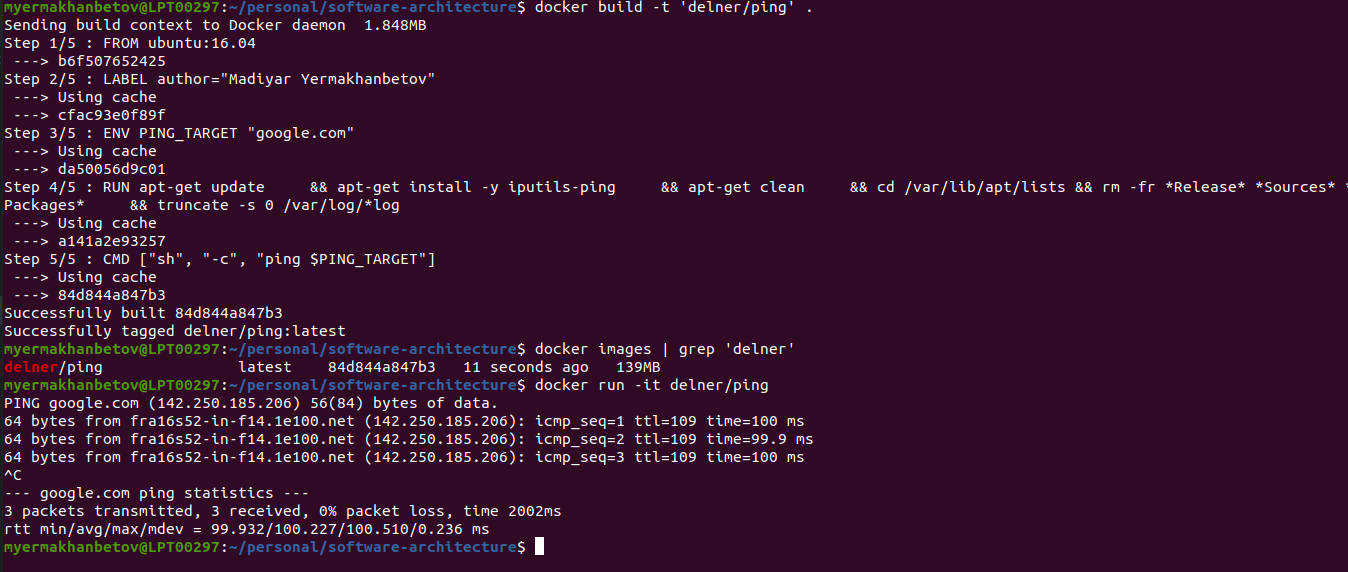 myermakhanbetov@LPT00297:~/personal/software-architecture$ docker build -t 'delner/ping' .
Sending build context to Docker daemon  1.848MB
Step 1/5 : FROM ubuntu:16.04
 ---> b6f507652425
Step 2/5 : LABEL author="Madiyar Yermakhanbetov"
 ---> Using cache
 ---> cfac93e0f89f
Step 3/5 : ENV PING_TARGET "google.com"
 ---> Using cache
 ---> da50056d9c01
Step 4/5 : RUN apt-get update     && apt-get install -y iputils-ping     && apt-get clean     && cd /var/lib/apt/lists && rm -fr *Release* *Sources* *
Packages*     && truncate -s 0 /var/log/*log
 ---> Using cache
 ---> a141a2e93257
Step 5/5 : CMD ["sh", "-c", "ping $PING_TARGET"]
 ---> Using cache
 ---> 84d844a847b3
Successfully built 84d844a847b3
Successfully tagged delner/ping:latest
myermakhanbetov@LPT00297:~/personal/software-architecture$ docker images | grep 'delner'
delner/ping               latest    84d844a847b3   11 seconds ago   139MB
myermakhanbetov@LPT00297:~/personal/software-architecture$ docker run -it delner/ping
PING google.com (142.250.185.206) 56(84) bytes of data.
64 bytes from fra16s52-in-f14.1e100.net (142.250.185.206): icmp_seq=1 ttl=109 time=100 ms
64 bytes from fra16s52-in-f14.1e100.net (142.250.185.206): icmp_seq=2 ttl=109 time=99.9 ms
64 bytes from fra16s52-in-f14.1e100.net (142.250.185.206): icmp_seq=3 ttl=109 time=100 ms
^C
--- google.com ping statistics ---
3 packets transmitted, 3 received, 0% packet loss, time 2002ms
rtt min/avg/max/mdev = 99.932/100.227/100.510/0.236 ms
myermakhanbetov@LPT00297:~/personal/software-architecture$